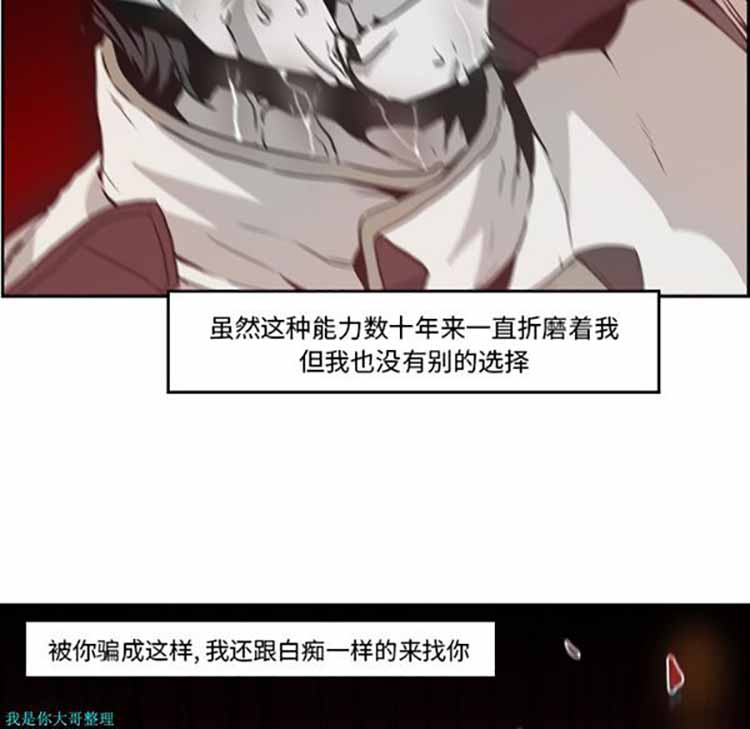 虽然这种能力数十年来一直折磨着我
但我也没有别的选择
被你骗成这样, 我还跟白痴一样的来找你
我是你大哥整理